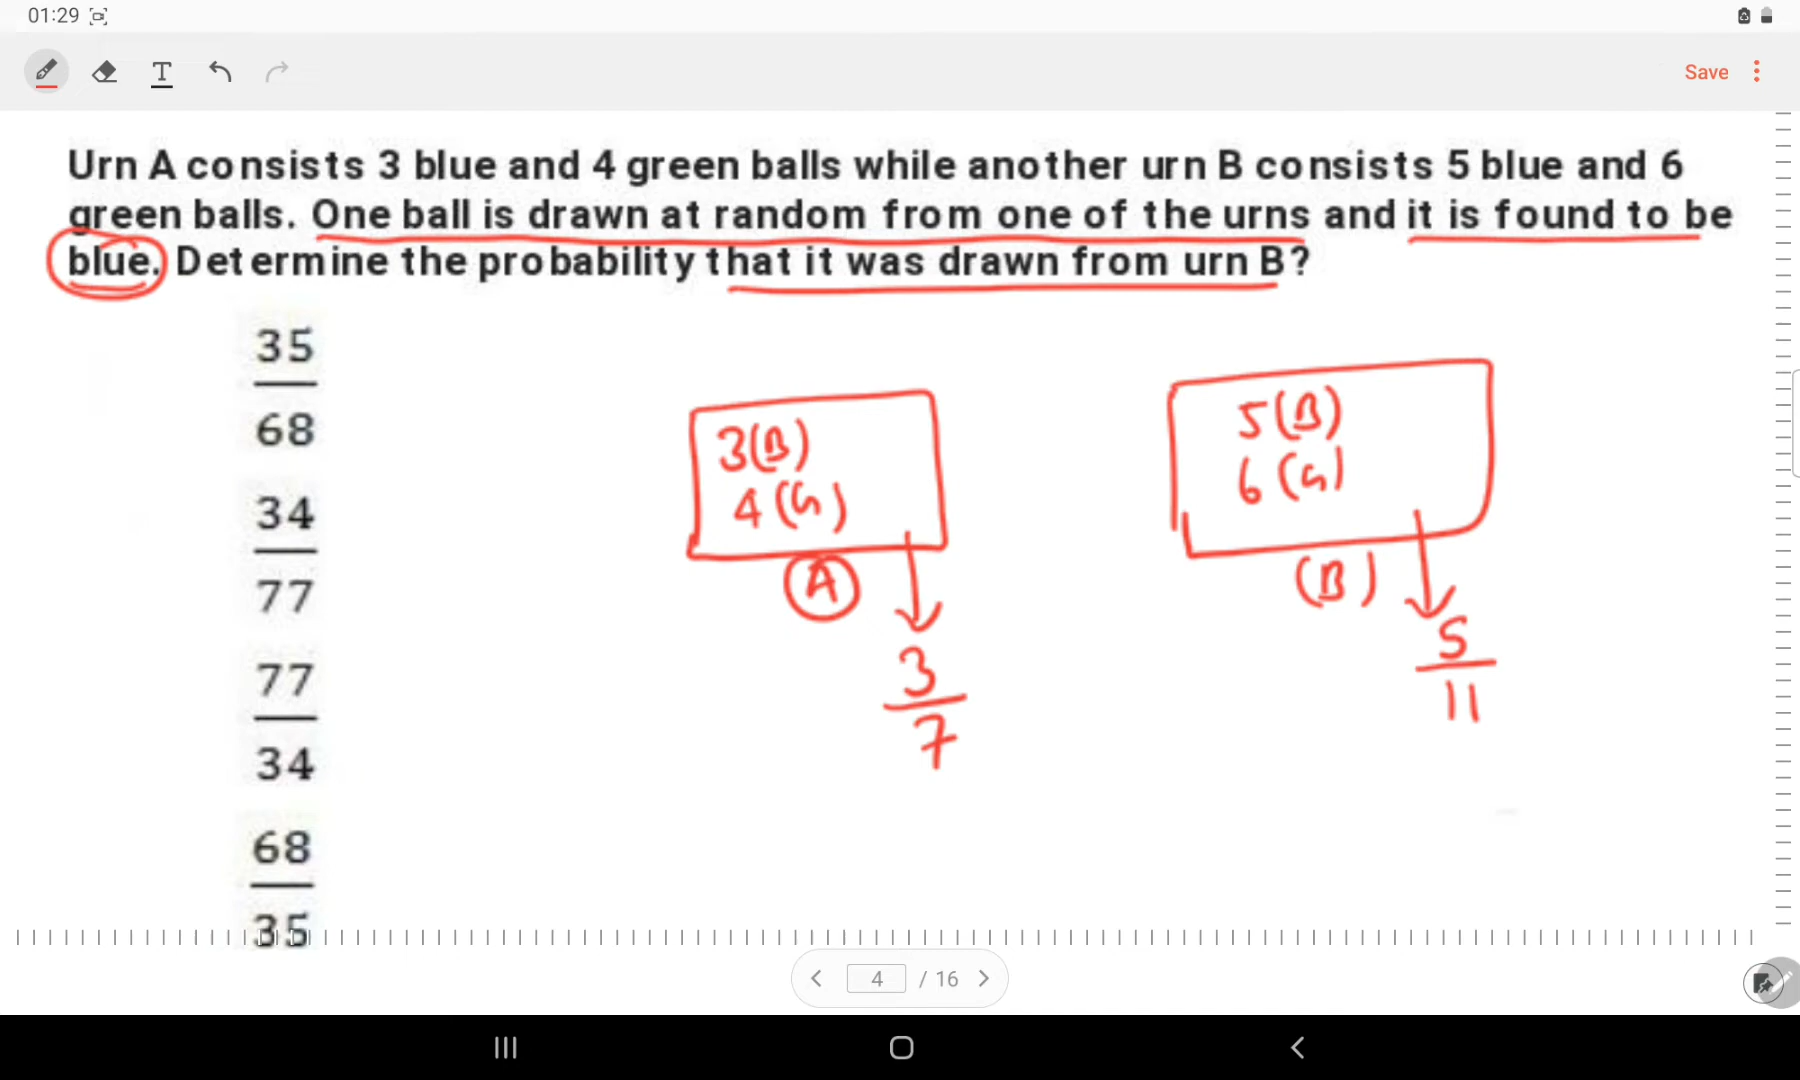 01:29
T
Save
Urn A consists 3 blue and 4 green balls while another urn B consists 5 blue and 6
green balls. One ball is drawn at random from one of the urns and it is found to be
blue. Determine the probability that it was drawn from urn B?
35
68
34
77
77
34
68
35
3(B)
4(G)
A
3
7
5(B)
6(G)
(B)
5
11
4 / 16